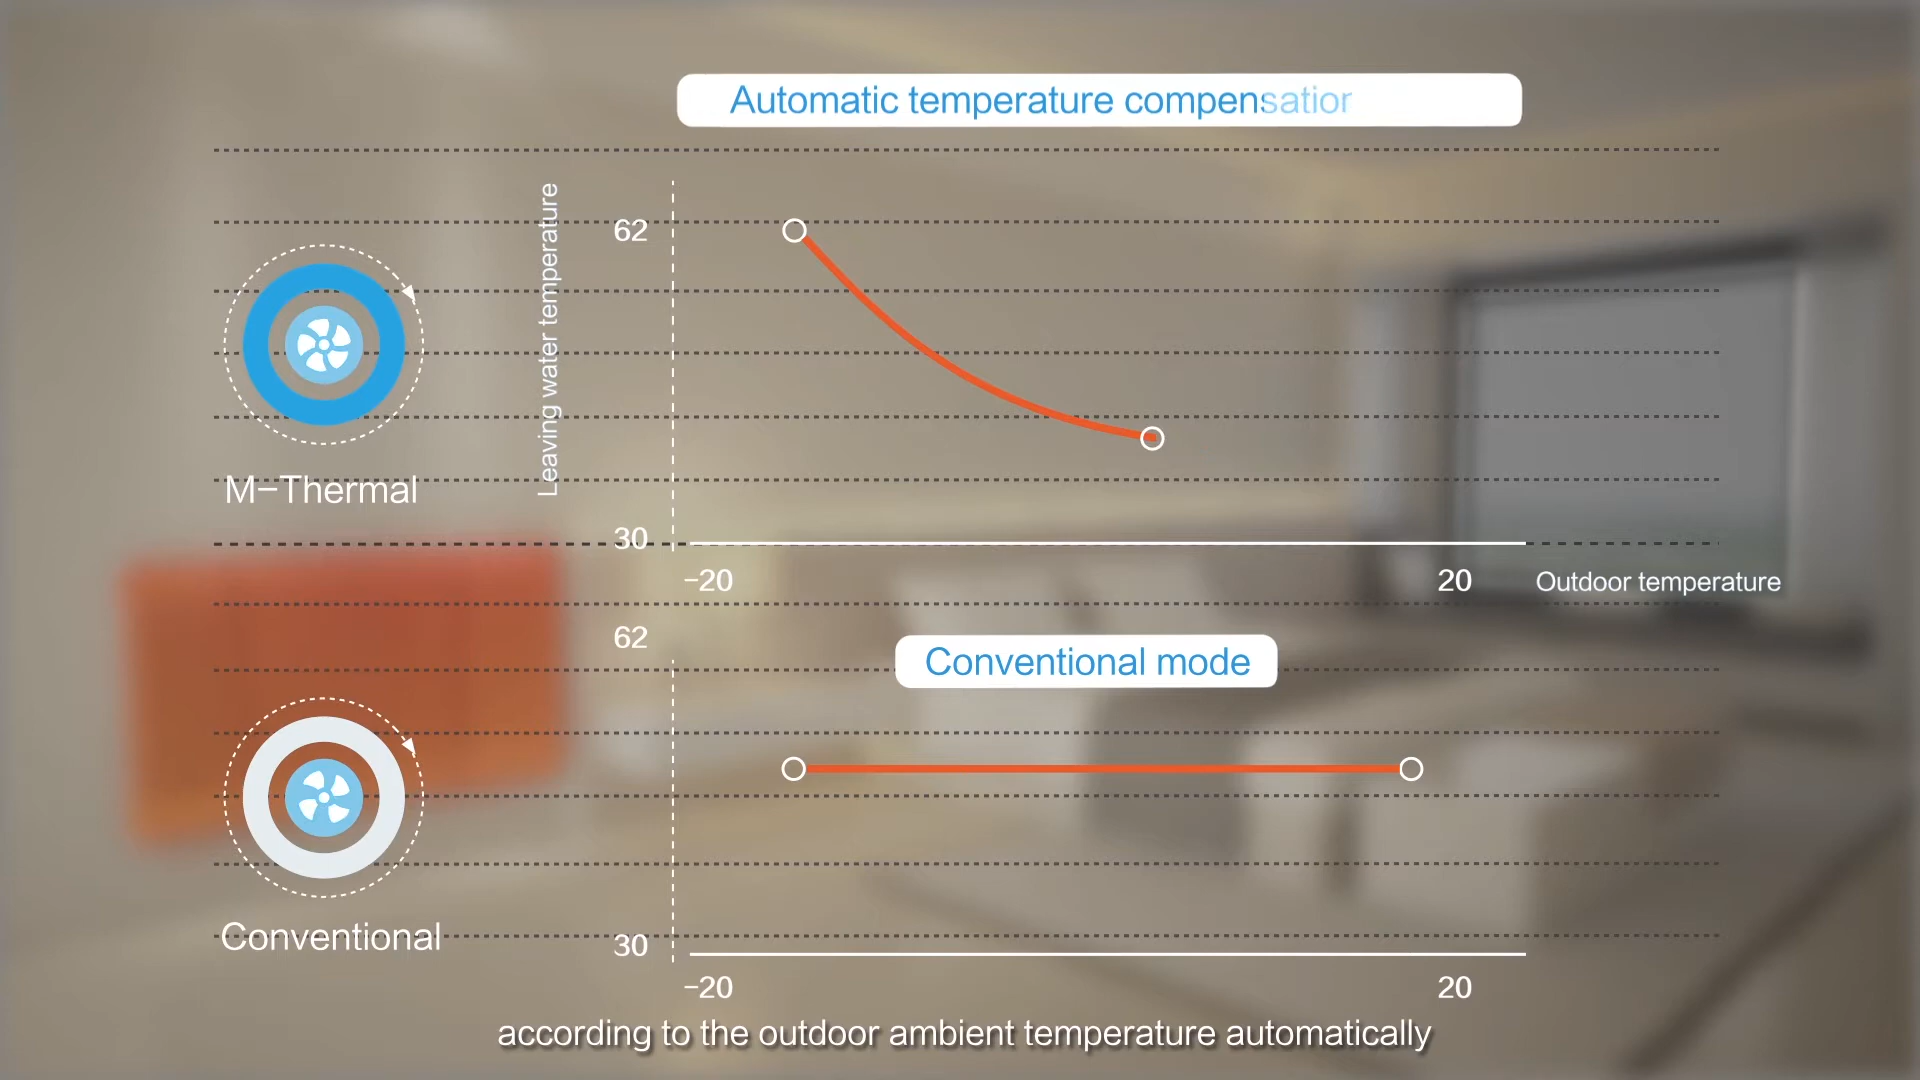 Automatic temperature compensation
Leaving water temperature
62
M-Thermal
30
-20
20
Outdoor temperature
62
Conventional mode
Conventional
30
-20
20
according to the outdoor ambient temperature automatically